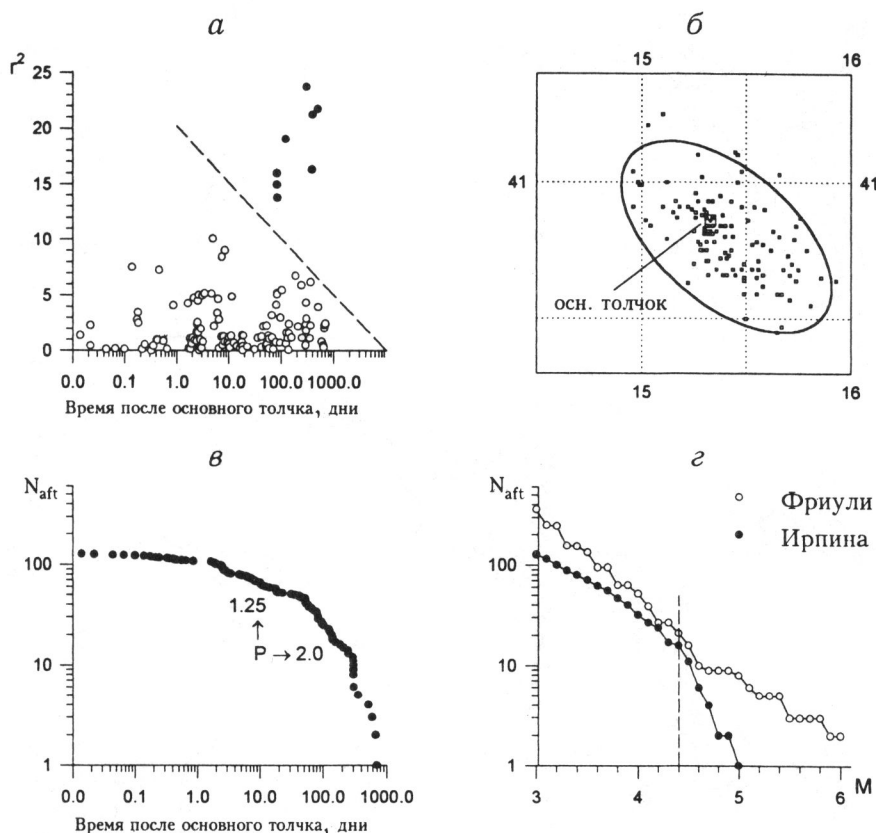 а
r²
25
20
15
10
5
0
0.0 0.1 1.0 10.0 100.0 1000.0
Время после основного толчка, дни
б
15 16
41 41
осн. толчок
15 16
в
N aft
100
10
1
1.25
↑
P → 2.0
0.0 0.1 1.0 10.0 100.0 1000.0
Время после основного толчка, дни
г
N aft
100
10
1
○ Фриули
● Ирпина
3 4 5 6 M